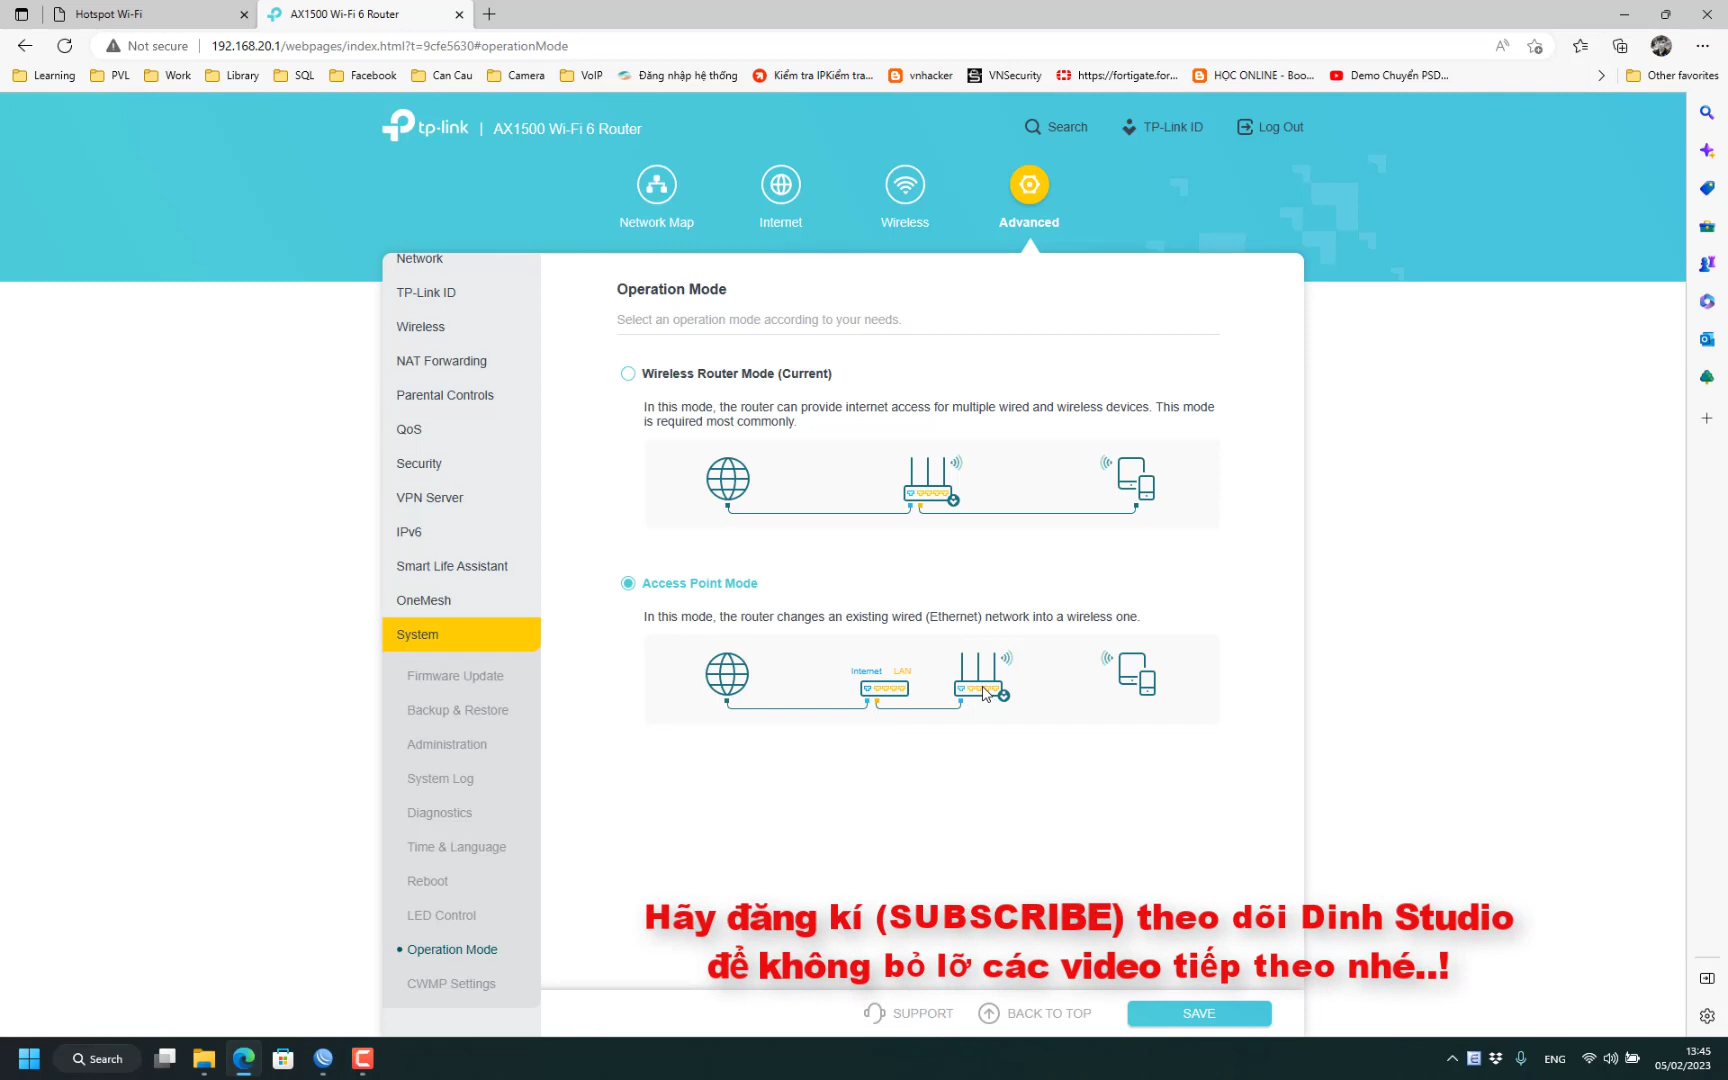 Hotspot Wi-Fi
AX1500 Wi-Fi 6 Router
Not secure
192.168.20.1/webpages/index.html?t=9cfe5630#operationMode
Learning
PVL
Work
Library
SQL
Facebook
Can Cau
Camera
VoIP
Đăng nhập hệ thống
Kiểm tra IPKiểm tra...
vnhacker
VNSecurity
https://fortigate.for...
HỌC ONLINE - Boo...
Demo Chuyển PSD...
Other favorites
tp-link | AX1500 Wi-Fi 6 Router
Search
TP-Link ID
Log Out
Network Map
Internet
Wireless
Advanced
Network
TP-Link ID
Wireless
NAT Forwarding
Parental Controls
QoS
Security
VPN Server
IPv6
Smart Life Assistant
OneMesh
System
Firmware Update
Backup & Restore
Administration
System Log
Diagnostics
Time & Language
Reboot
LED Control
Operation Mode
CWMP Settings
Operation Mode
Select an operation mode according to your needs.
Wireless Router Mode (Current)
In this mode, the router can provide internet access for multiple wired and wireless devices. This mode
is required most commonly.
Access Point Mode
In this mode, the router changes an existing wired (Ethernet) network into a wireless one.
Internet LAN
Hãy đăng kí (SUBSCRIBE) theo dõi Dinh Studio
để không bỏ lỡ các video tiếp theo nhé..!
SUPPORT
BACK TO TOP
SAVE
Search
ENG
13:45
05/02/2023